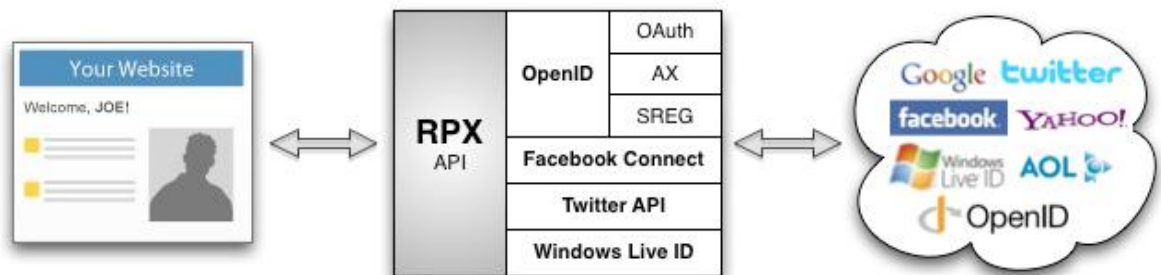 Your Website
Welcome, JOE!
RPX
API
OpenID
OAuth
AX
SREG
Facebook Connect
Twitter API
Windows Live ID
Google twitter
facebook YAHOO!
Windows Live ID AOL
OpenID